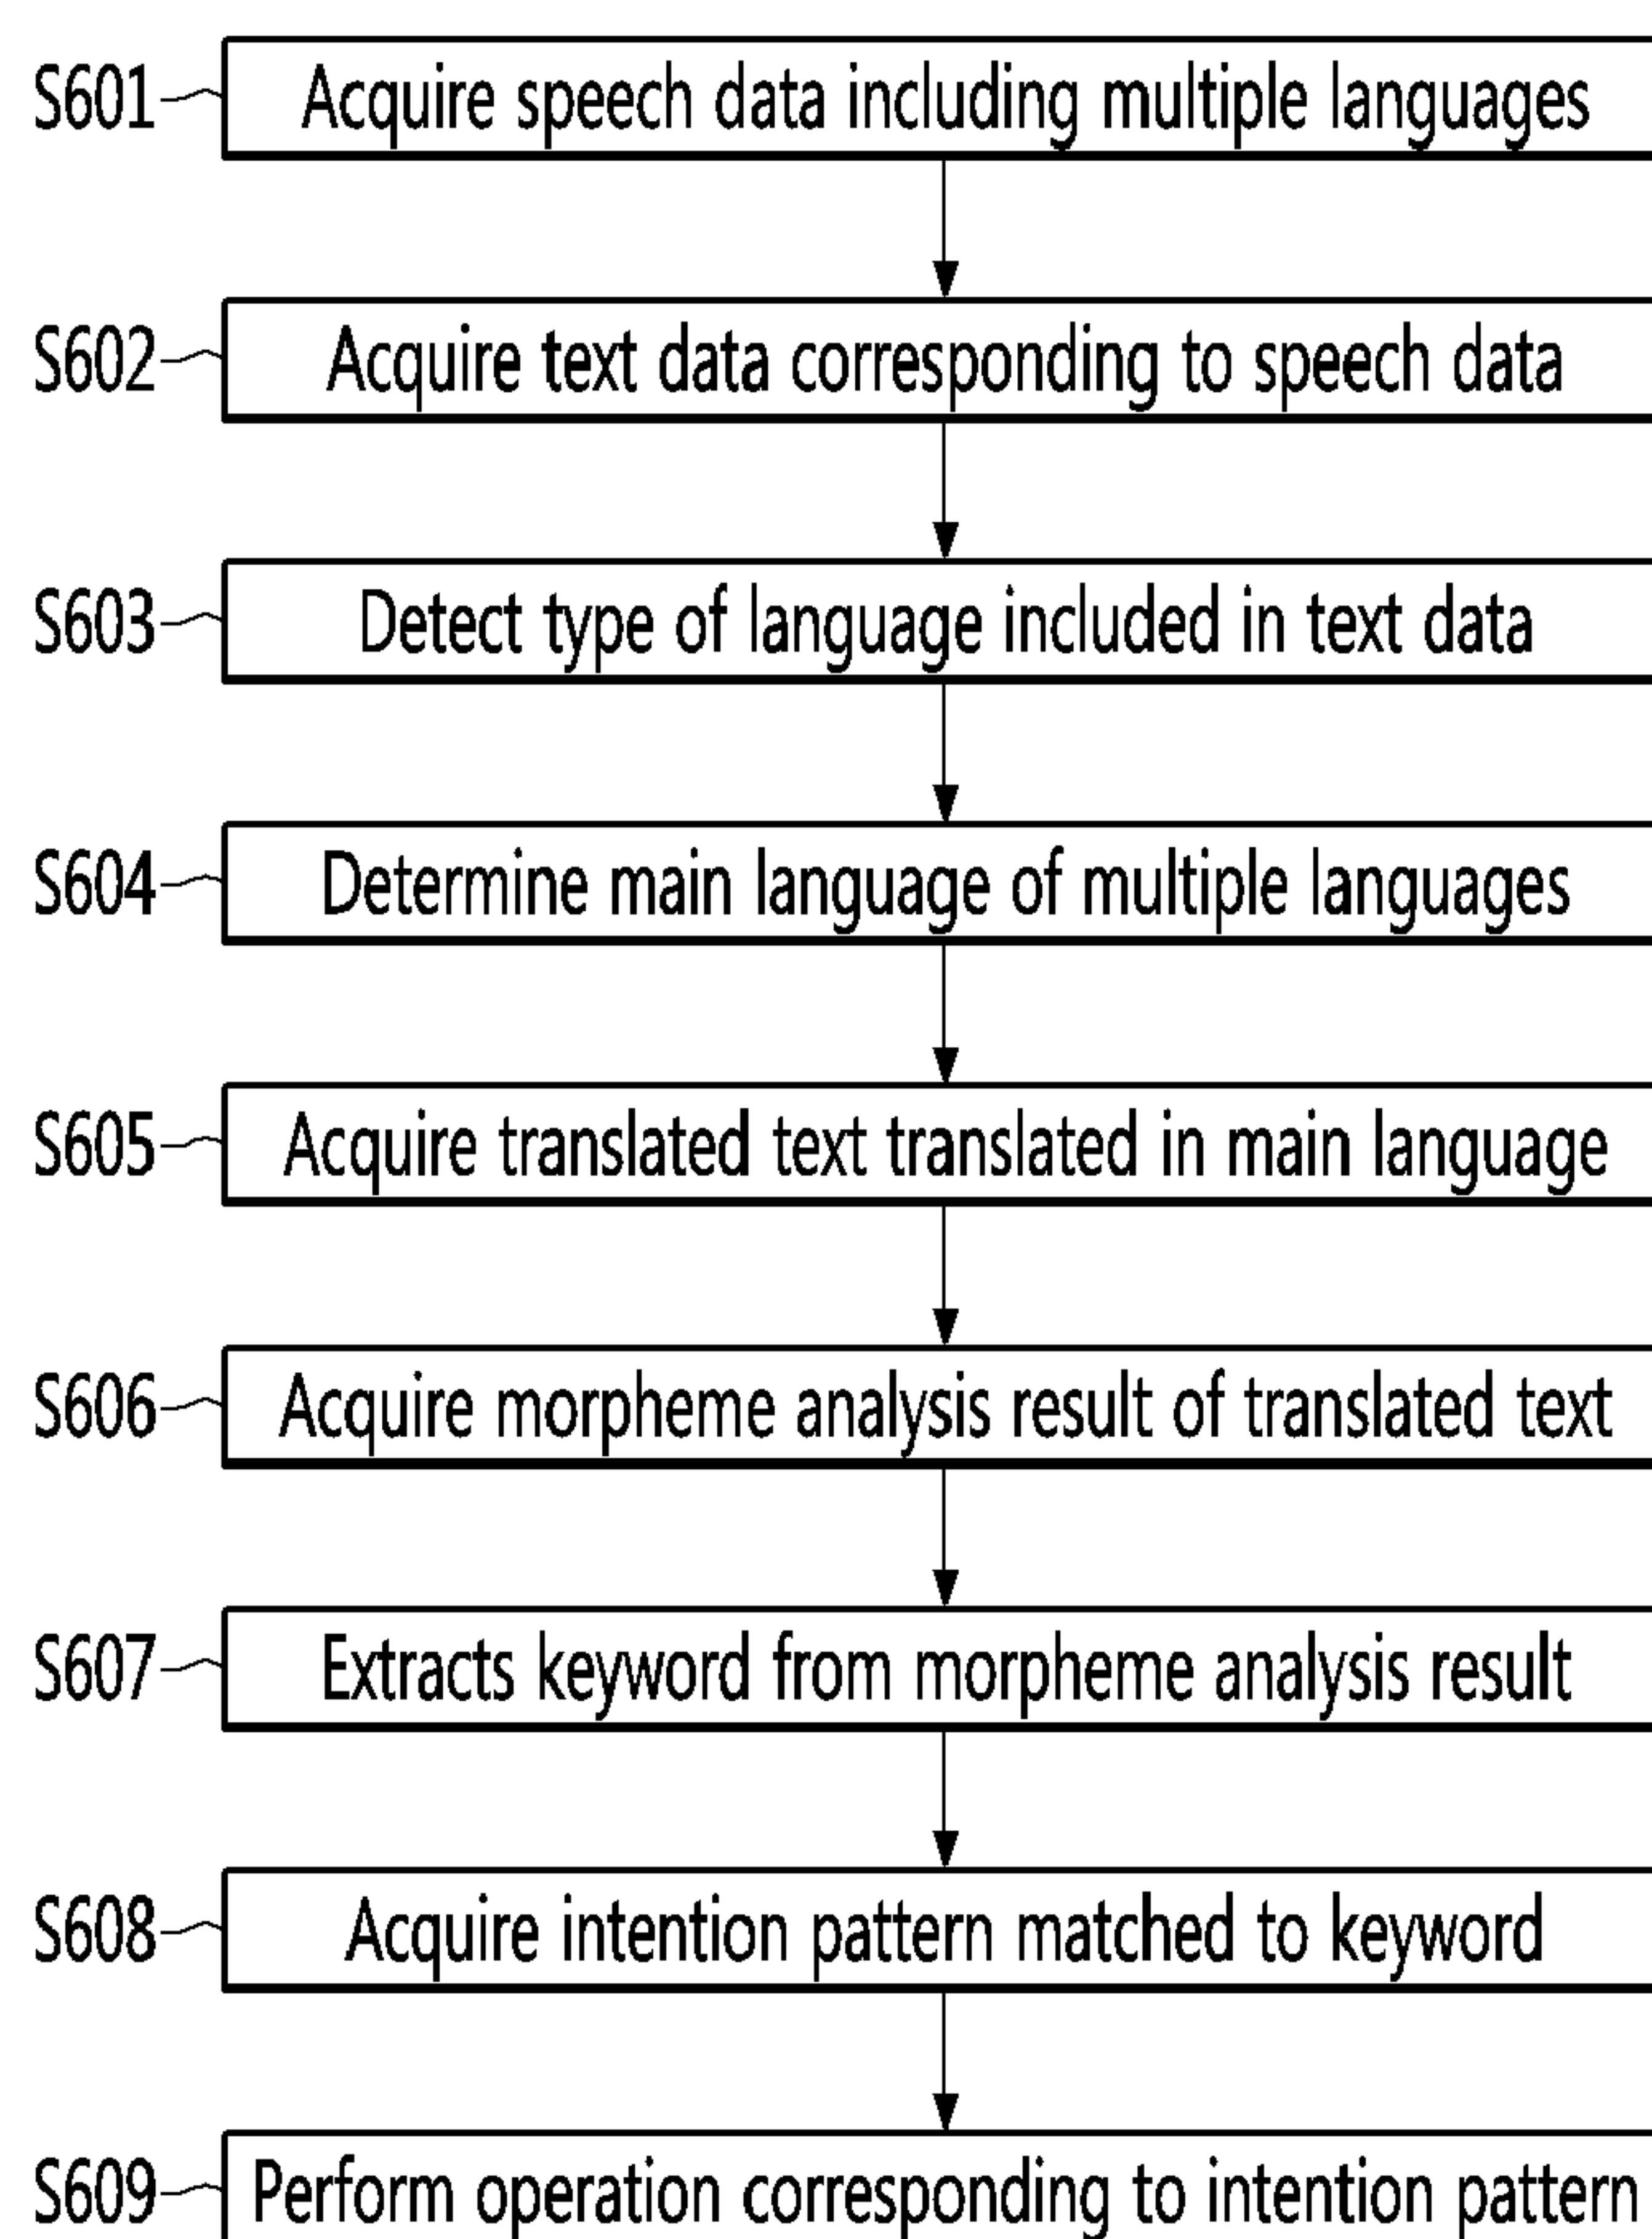 S601 Acquire speech data including multiple languages
S602 Acquire text data corresponding to speech data
S603 Detect type of language included in text data
S604 Determine main language of multiple languages
S605 Acquire translated text translated in main language
S606 Acquire morpheme analysis result of translated text
S607 Extracts keyword from morpheme analysis result
S608 Acquire intention pattern matched to keyword
S609 Perform operation corresponding to intention pattern